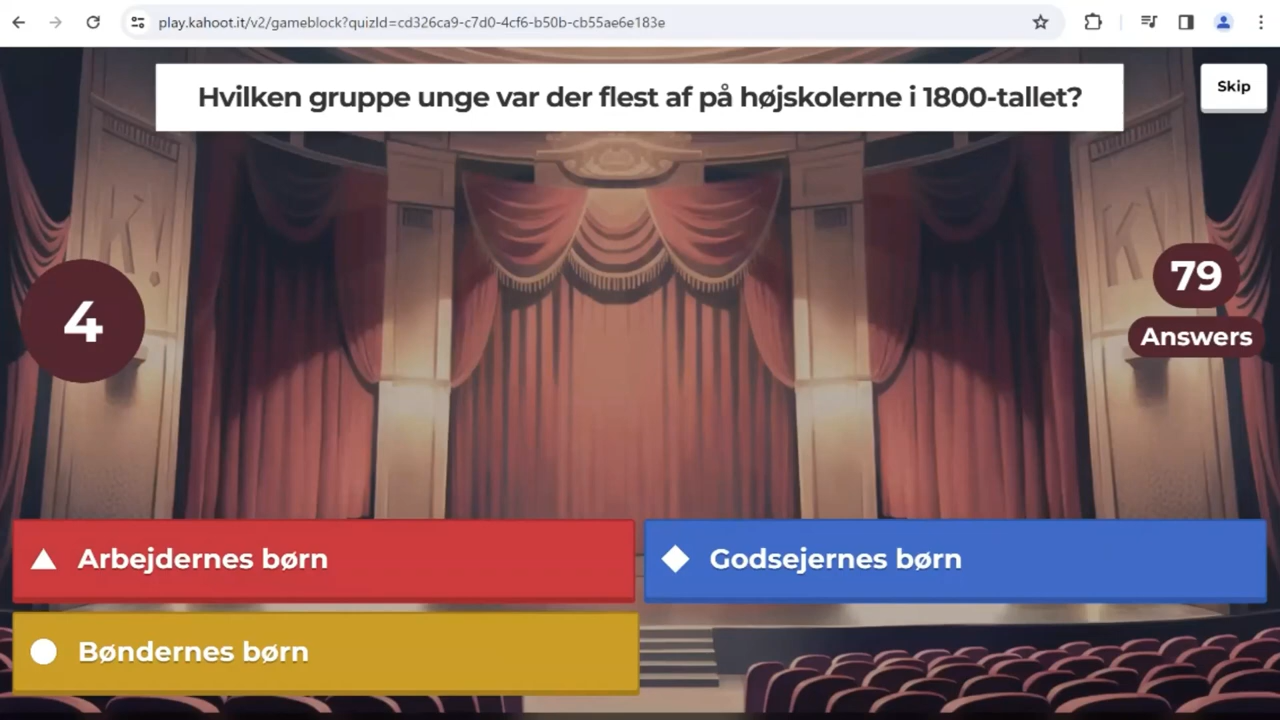 play.kahoot.it/v2/gameblock?quizId=cd326ca9-c7d0-4cf6-b50b-cb55ae6e183e
Hvilken gruppe unge var der flest af på højskolerne i 1800-tallet?
Skip
K!
K!
4
79
Answers
Arbejdernes børn
Godsejernes børn
Bøndernes børn